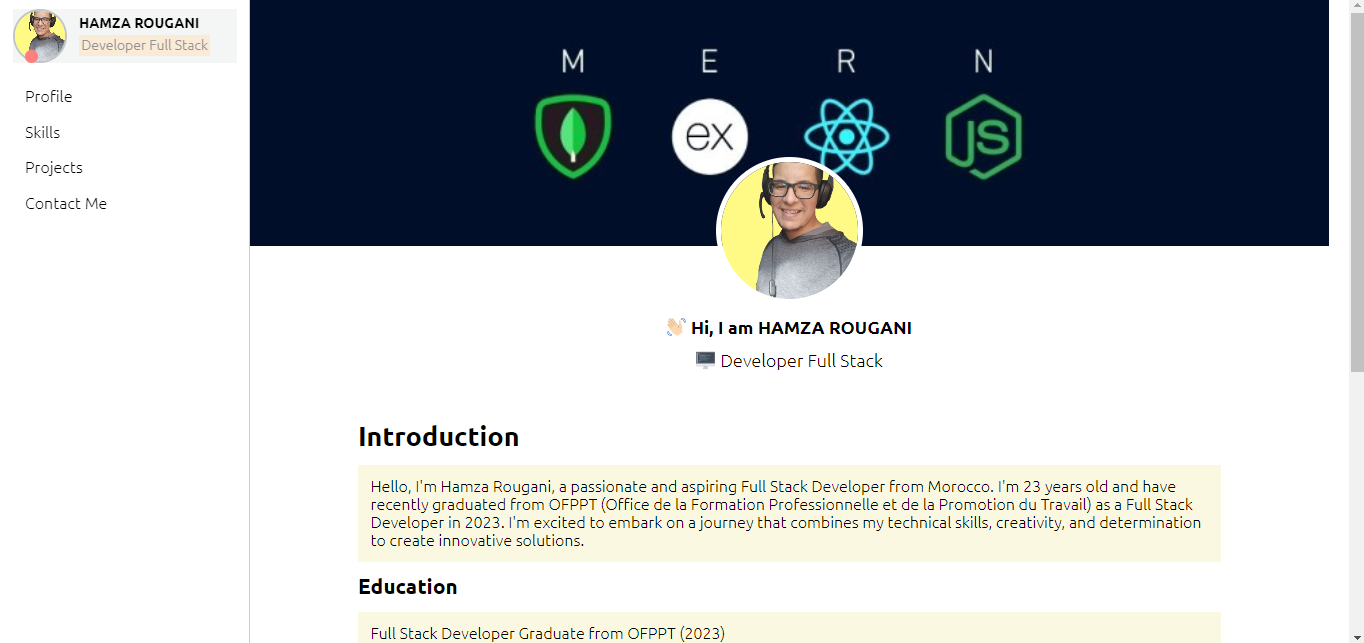 HAMZA ROUGANI
Developer Full Stack
Profile
Skills
Projects
Contact Me
M E R N
ex
JS
👋🏻 Hi, I am HAMZA ROUGANI
🖥️ Developer Full Stack
Introduction
Hello, I'm Hamza Rougani, a passionate and aspiring Full Stack Developer from Morocco. I'm 23 years old and have
recently graduated from OFPPT (Office de la Formation Professionnelle et de la Promotion du Travail) as a Full Stack
Developer in 2023. I'm excited to embark on a journey that combines my technical skills, creativity, and determination
to create innovative solutions.
Education
Full Stack Developer Graduate from OFPPT (2023)